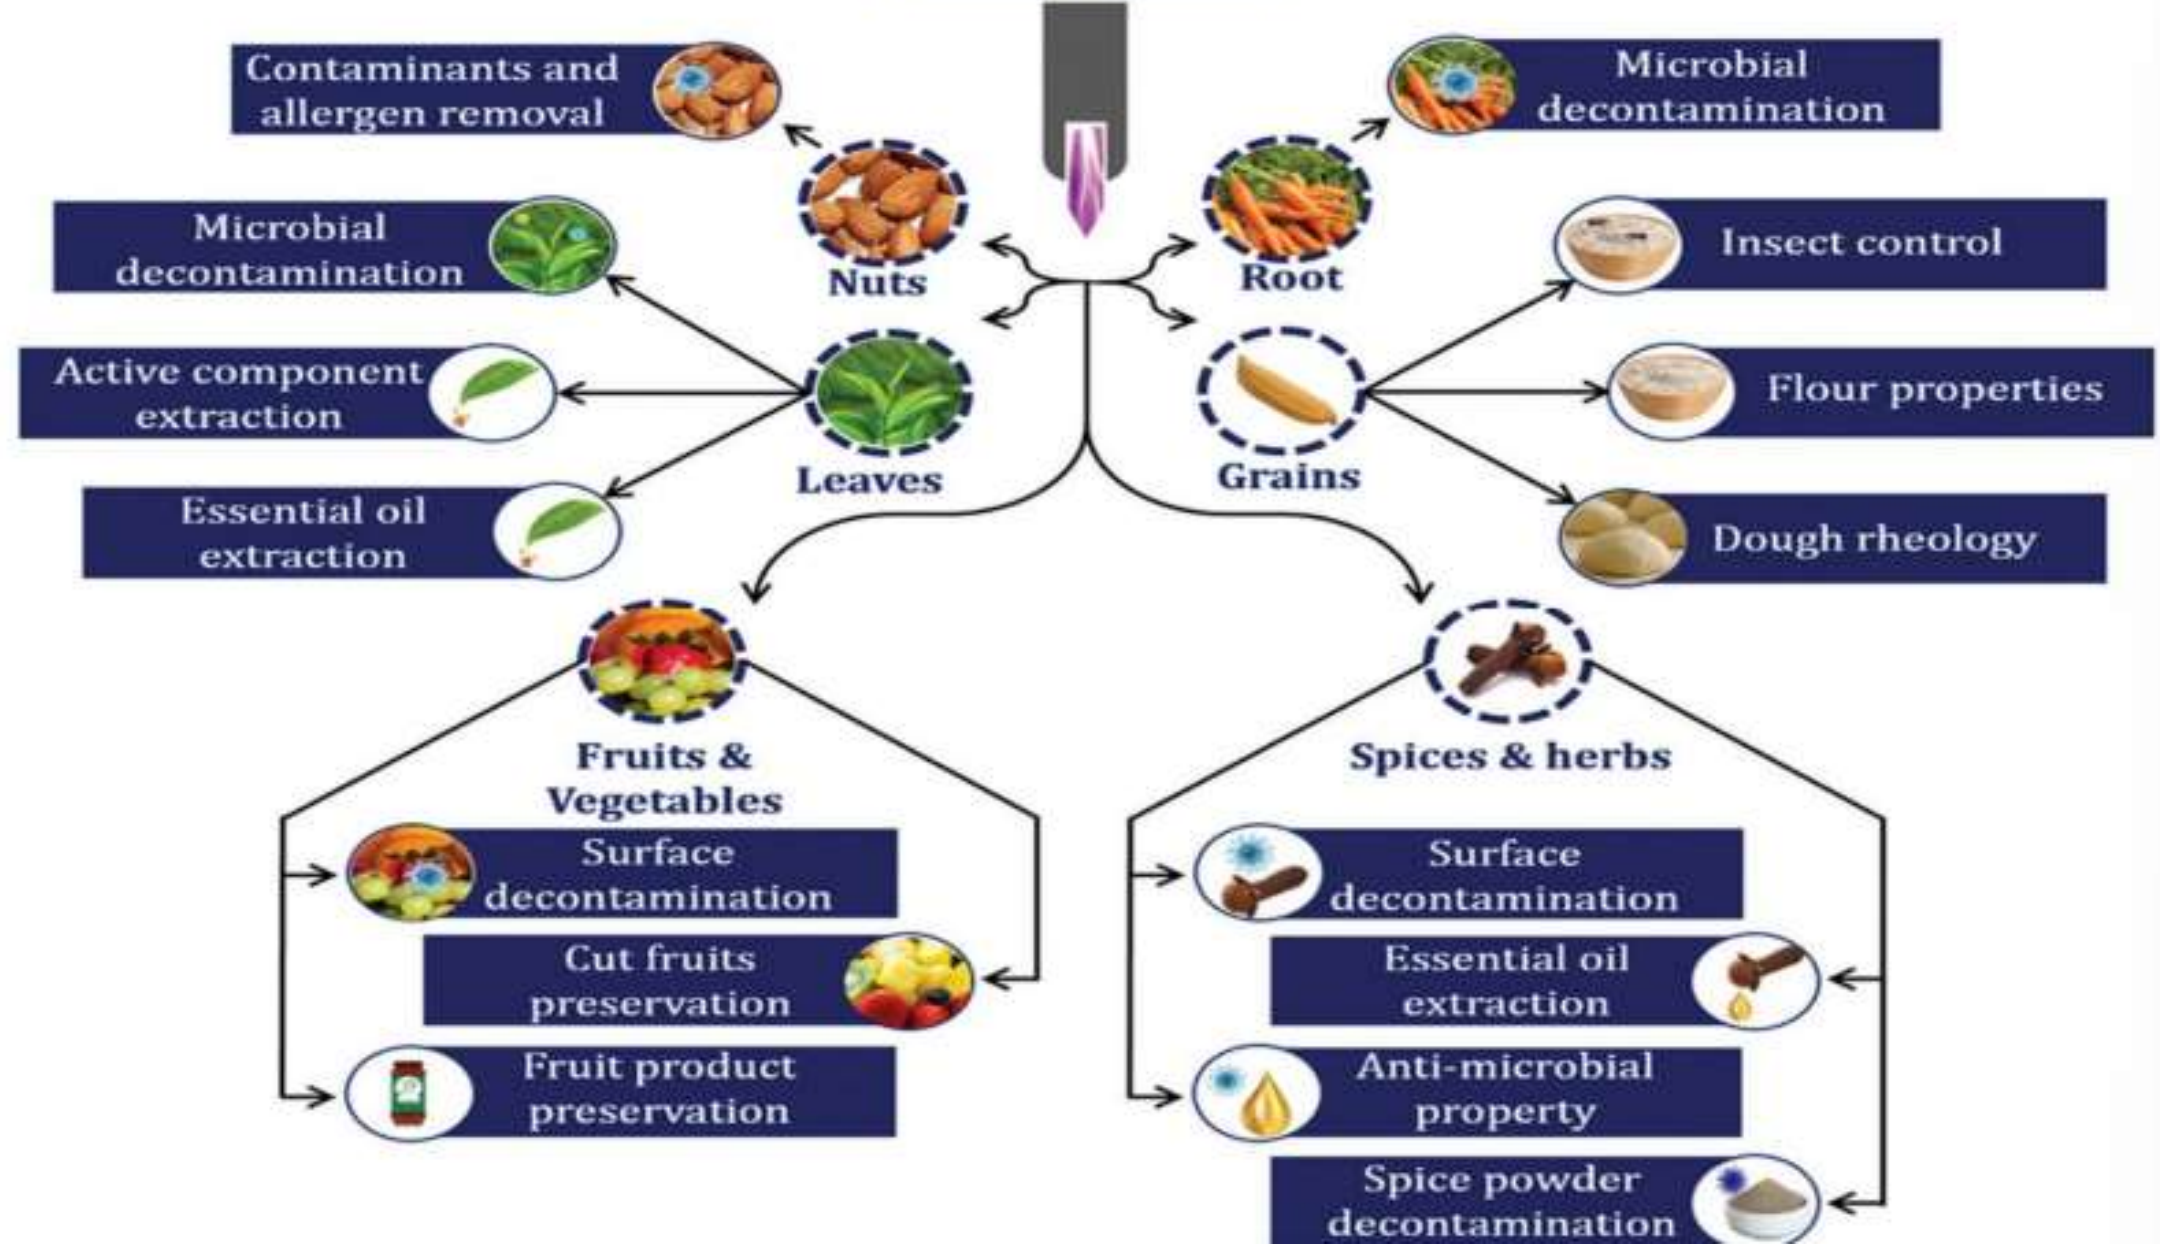 Contaminants and
allergen removal
Microbial
decontamination
Nuts
Root
Microbial
decontamination
Insect control
Active component
extraction
Flour properties
Leaves
Grains
Essential oil
extraction
Dough rheology
Fruits &
Vegetables
Spices & herbs
Surface
decontamination
Cut fruits
preservation
Fruit product
preservation
Surface
decontamination
Essential oil
extraction
Anti-microbial
property
Spice powder
decontamination